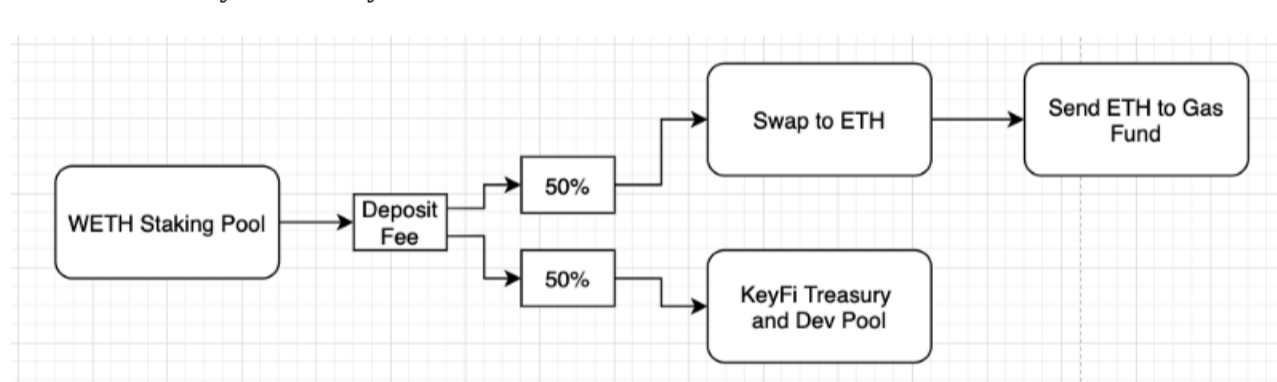 WETH Staking Pool
Deposit
Fee
50%
50%
Swap to ETH
Send ETH to Gas
Fund
KeyFi Treasury
and Dev Pool